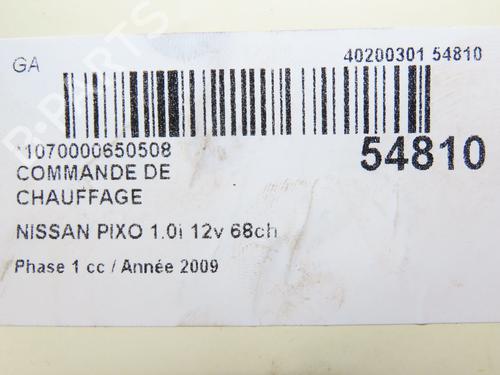 GA
40200301 54810
*1070000650508
54810
COMMANDE DE
CHAUFFAGE
NISSAN PIXO 1.0i 12v 68ch
Phase 1 cc / Année 2009
B-PARTS